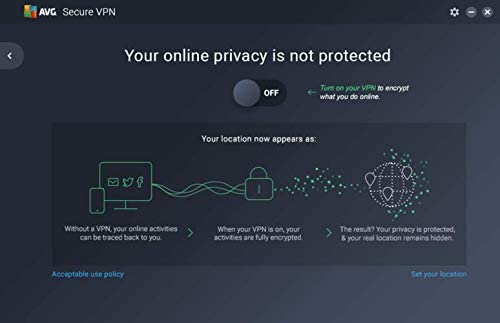 AVG Secure VPN
Your online privacy is not protected
OFF
Turn on your VPN to encrypt
what you do online.
Your location now appears as:
Without a VPN, your online activities
can be traced back to you.
When your VPN is on, your
activities are fully encrypted.
The result? Your privacy is protected,
& your real location remains hidden.
Acceptable use policy
Set your location